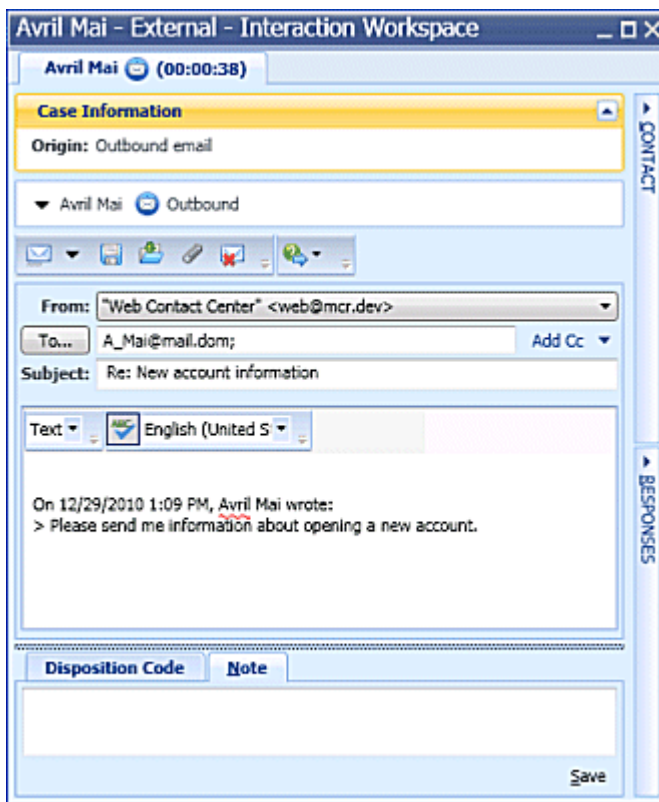 Avril Mai - External - Interaction Workspace
Avril Mai (00:00:38)
Case Information
Origin: Outbound email
Avril Mai Outbound
From: "Web Contact Center" <web@mcr.dev>
To... A_Mai@mail.dom; Add Cc
Subject: Re: New account information
Text ABC English (United S
On 12/29/2010 1:09 PM, Avril Mai wrote:
> Please send me information about opening a new account.
Disposition Code Note
Save
CONTACT
RESPONSES